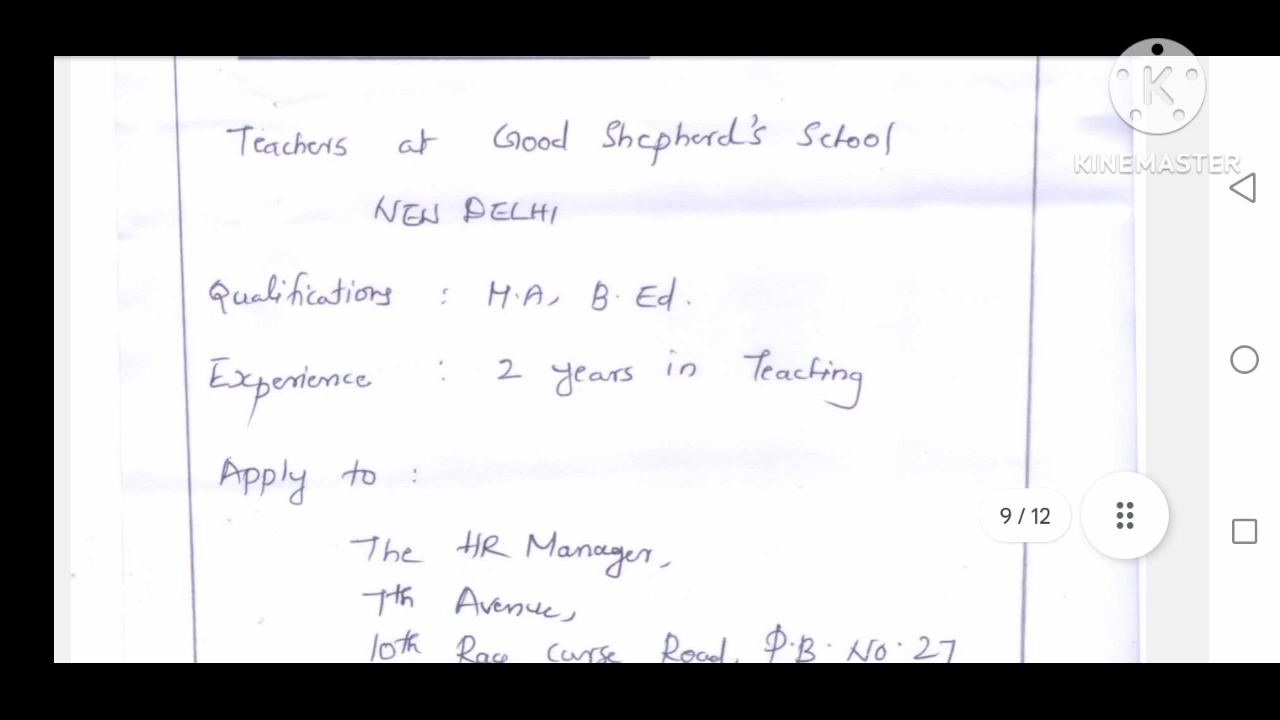 Teachers at Good Shepherd's School
NEW DELHI
Qualifications : M.A, B.Ed.
Experience : 2 years in Teaching
Apply to :
The HR Manager,
7th Avenue,
10th Race Curse Road, P.B. No. 27
9 / 12
K
KINEMASTER